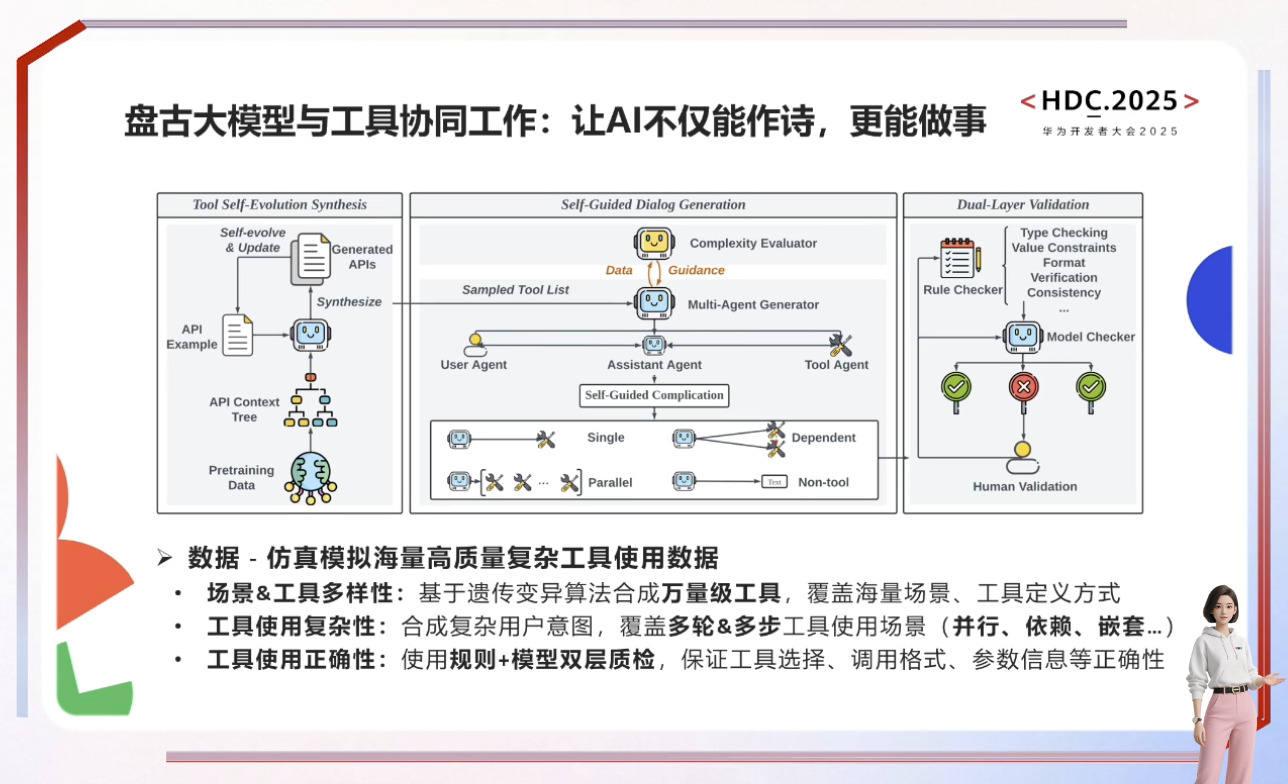 盘古大模型与工具协同工作：让AI不仅能作诗，更能做事
<HDC.2025>
华为开发者大会2025
Tool Self-Evolution Synthesis
Self-evolve
& Update
Generated
APIs
Synthesize
API
Example
API Context
Tree
Pretraining
Data
Self-Guided Dialog Generation
Complexity Evaluator
Data
Guidance
Sampled Tool List
Multi-Agent Generator
User Agent
Assistant Agent
Tool Agent
Self-Guided Complication
Single
Dependent
Parallel
...
Text
Non-tool
Dual-Layer Validation
Rule Checker
Type Checking
Value Constraints
Format
Verification
Consistency
...
Model Checker
Human Validation
➢ 数据 - 仿真模拟海量高质量复杂工具使用数据
• 场景&工具多样性：基于遗传变异算法合成万量级工具，覆盖海量场景、工具定义方式
• 工具使用复杂性：合成复杂用户意图，覆盖多轮&多步工具使用场景（并行、依赖、嵌套...）
• 工具使用正确性：使用规则+模型双层质检，保证工具选择、调用格式、参数信息等正确性